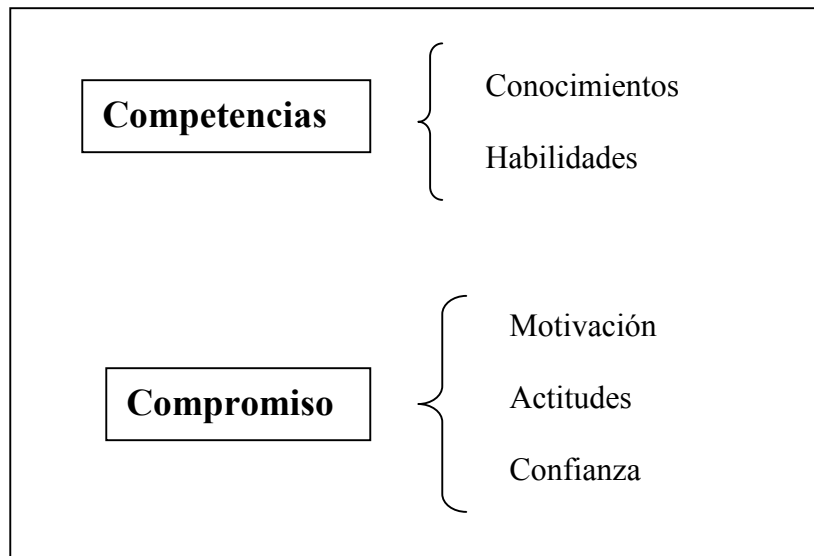 Competencias
Conocimientos
Habilidades
Compromiso
Motivación
Actitudes
Confianza